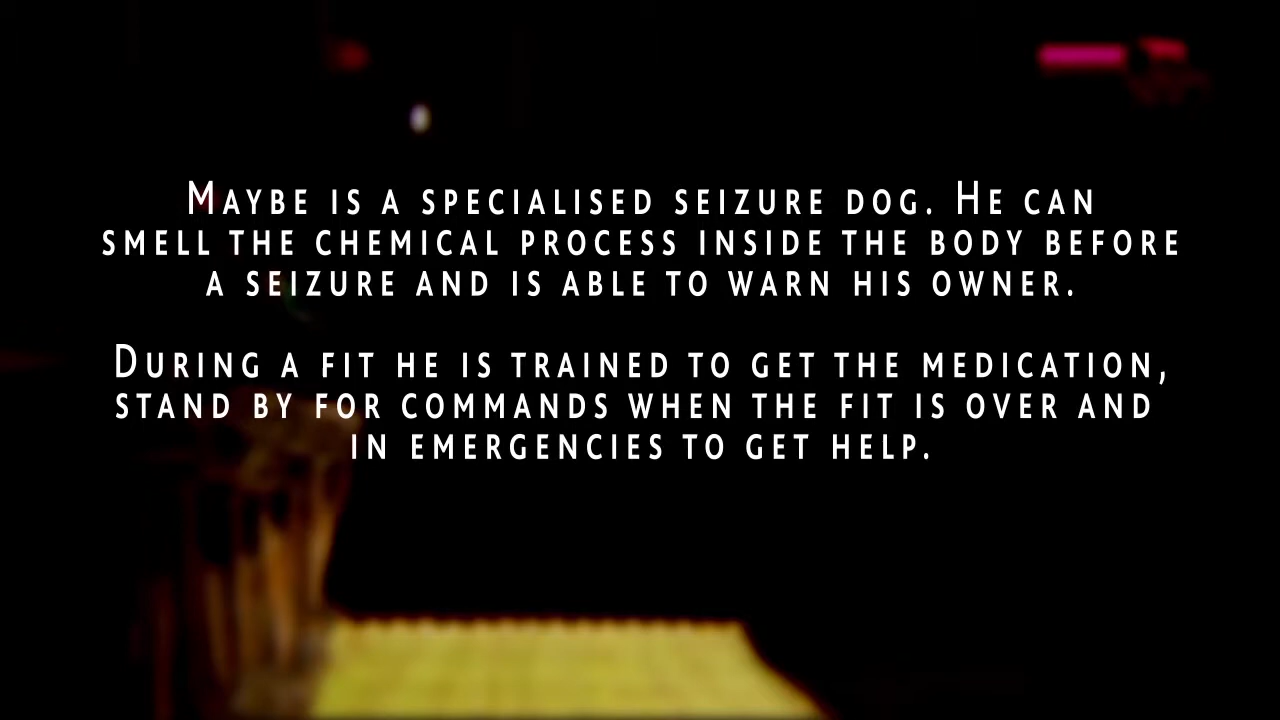 Maybe is a specialised seizure dog. He can
smell the chemical process inside the body before
a seizure and is able to warn his owner.
During a fit he is trained to get the medication,
stand by for commands when the fit is over and
in emergencies to get help.